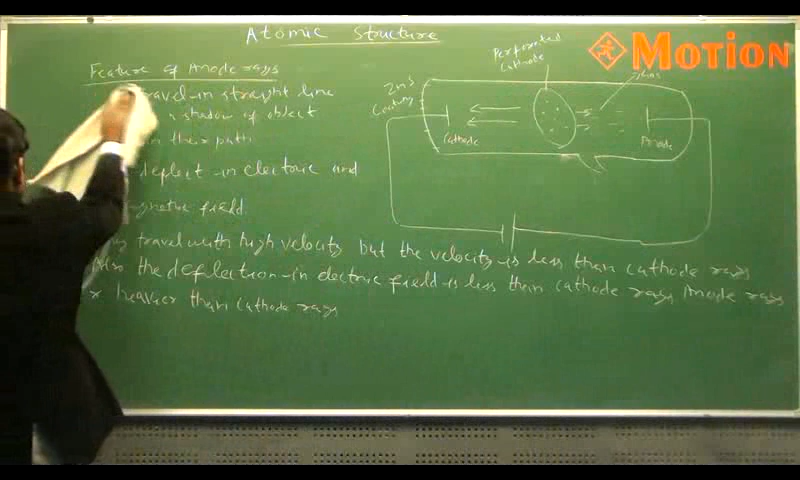 Atomic Structure
MOTION
Feature of Anode rays
travel in straight line
shadow of object
in their path
deflect in electric and
field
travel with high velocity but the velocity is less than cathode rays
the deflection in electric field is less than cathode rays, Anode rays
heavier than cathode rays
Perforated
Cathode
ZnS
Coating
Cathode
Anode